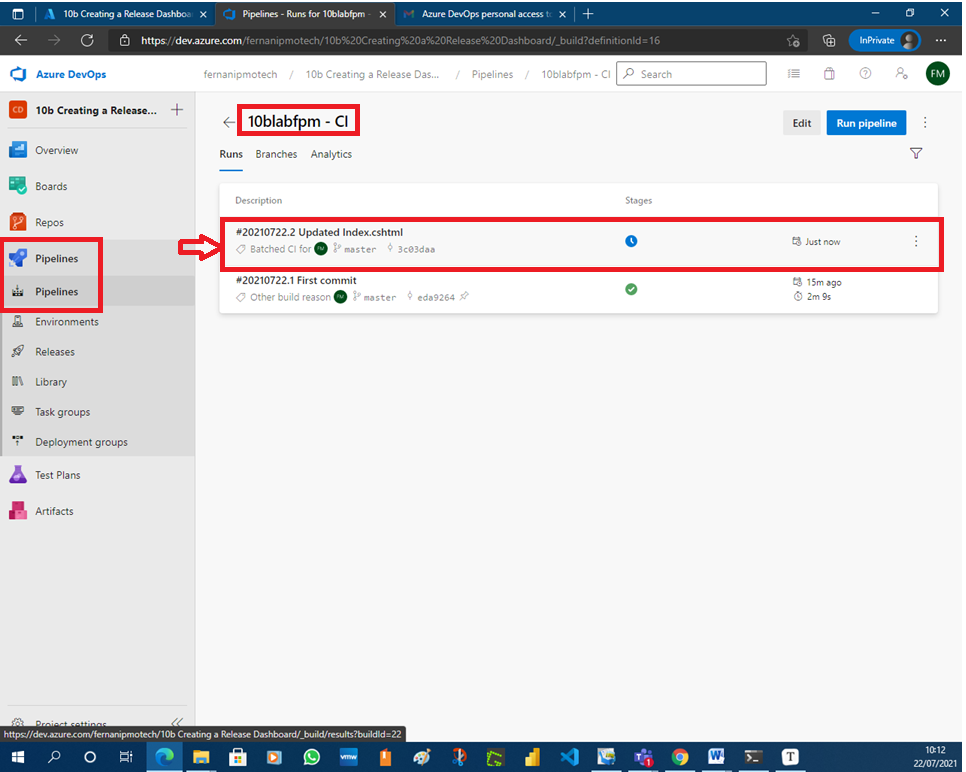 10b Creating a Release Dashboa
Pipelines - Runs for 10blabfpm -
Azure DevOps personal access to
https://dev.azure.com/fernanipmotech/10b%20Creating%20a%20Release%20Dashboard/_build?definitionId=16
InPrivate
Azure DevOps
fernanipmotech / 10b Creating a Release Das... / Pipelines / 10blabfpm - CI
Search
FM
CD
10b Creating a Release...
Overview
Boards
Repos
Pipelines
Pipelines
Environments
Releases
Library
Task groups
Deployment groups
Test Plans
Artifacts
Project settings
10blabfpm - CI
Edit
Run pipeline
Runs Branches Analytics
Description Stages
#20210722.2 Updated Index.cshtml
Batched CI for FM master 3c03daa
Just now
#20210722.1 First commit
Other build reason FM master eda9264
15m ago
2m 9s
https://dev.azure.com/fernanipmotech/10b Creating a Release Dashboard/_build/results?buildId=22
vmw
1
W
T
10:12
22/07/2021